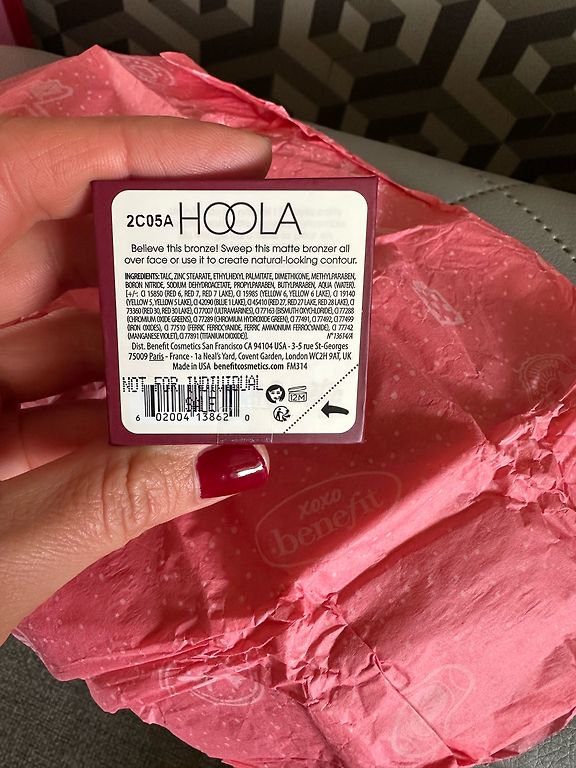 2C05A HOOLA
Believe this bronze! Sweep this matte bronzer all
over face or use it to create natural-looking contour.
INGREDIENTS: TALC, ZINC STEARATE, ETHYLHEXYL PALMITATE, DIMETHICONE, METHYLPARABEN,
BORON NITRIDE, SODIUM DEHYDROACETATE, PROPYLPARABEN, BUTYLPARABEN, AQUA (WATER).
[+/-: CI 15850 (RED 6, RED 7, RED 7 LAKE), CI 15985 (YELLOW 6, YELLOW 6 LAKE), CI 19140
(YELLOW 5, YELLOW 5 LAKE), CI 42090 (BLUE 1 LAKE), CI 45410 (RED 27, RED 27 LAKE, RED 28 LAKE), CI
73360 (RED 30, RED 30 LAKE), CI 77007 (ULTRAMARINES), CI 77163 (BISMUTH OXYCHLORIDE), CI 77288
(CHROMIUM OXIDE GREENS), CI 77289 (CHROMIUM HYDROXIDE GREEN), CI 77491, CI 77492, CI 77499
(IRON OXIDES), CI 77510 (FERRIC FERROCYANIDE, FERRIC AMMONIUM FERROCYANIDE), CI 77742
(MANGANESE VIOLET), CI 77891 (TITANIUM DIOXIDE)]. N°13614/A
Dist. Benefit Cosmetics San Francisco CA 94104 USA - 3-5 rue St-Georges
75009 Paris - France - 1a Neal's Yard, Covent Garden, London WC2H 9AT, UK
Made in USA benefitcosmetics.com FM314
NOT FOR INDIVIDUAL
SALE
12M
6 02004 13862 0
xoxo
benefit